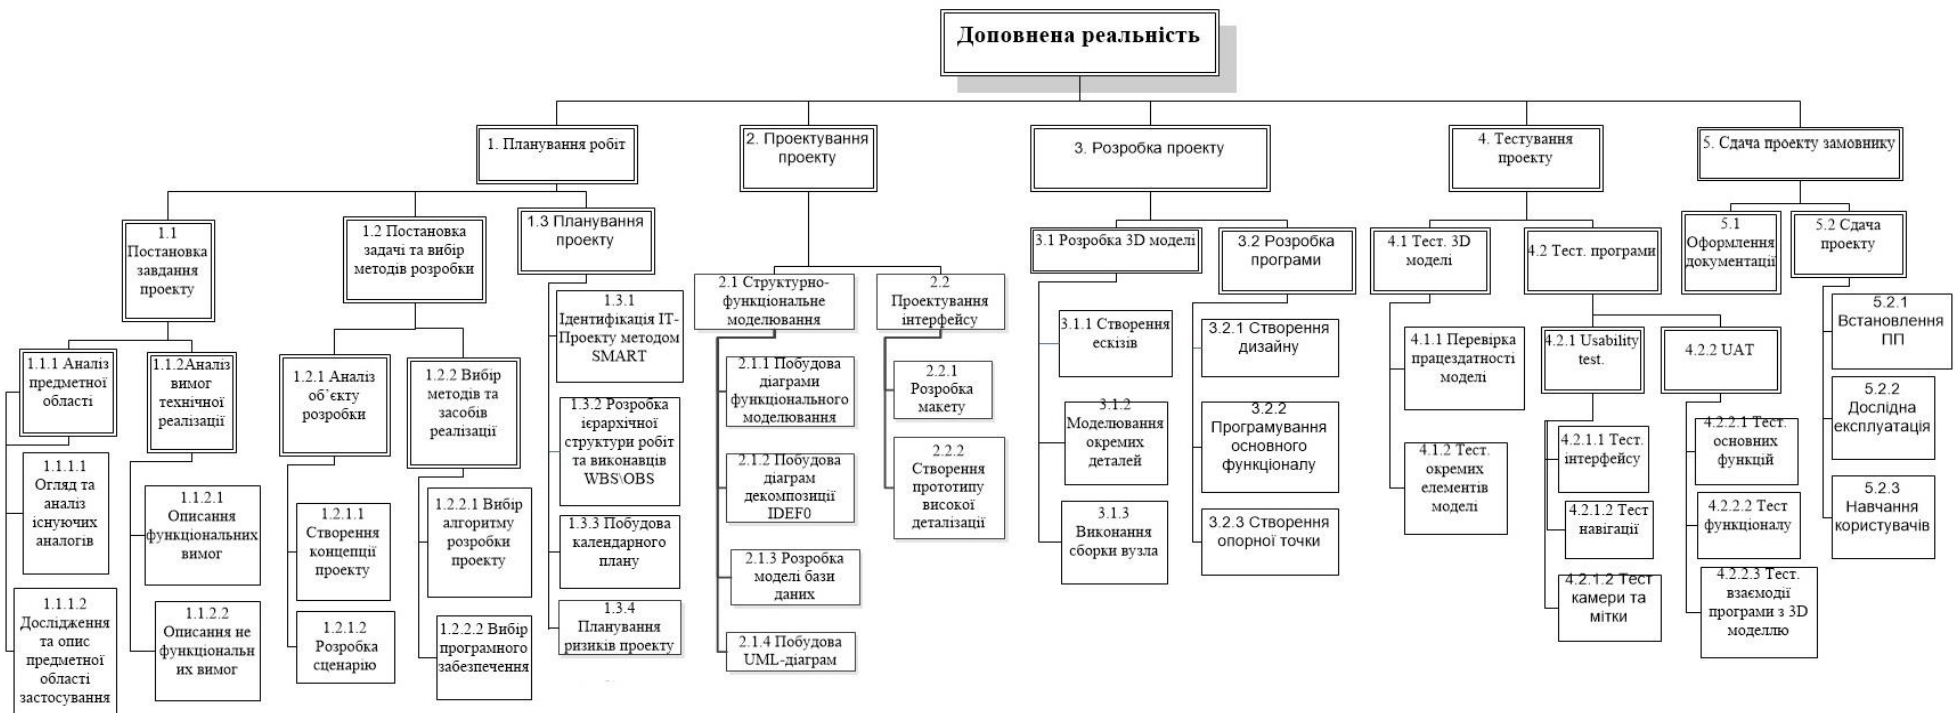 Доповнена реальність
1. Планування робіт
2. Проектування
проекту
3. Розробка проекту
4. Тестування
проекту
5. Сдача проекту замовнику
1.1
Постановка
завдання
проекту
1.2 Постановка
задачі та вибір
методів розробки
1.3 Планування
проекту
2.1 Структурно-
функціональне
моделювання
2.2
Проектування
інтерфейсу
3.1 Розробка 3D моделі
3.2 Розробка
програми
4.1 Тест. 3D
моделі
4.2 Тест. програми
5.1
Оформлення
документації
5.2 Сдача
проекту
1.1.1 Аналіз
предметної
області
1.1.2Аналіз
вимог
технічної
реалізації
1.2.1 Аналіз
об’єкту
розробки
1.2.2 Вибір
методів та
засобів
реалізації
1.3.1
Ідентифікація IT-
Проекту методом
SMART
1.3.2 Розробка
ієрархічної
структури робіт
та виконавців
WBS\OBS
1.3.3 Побудова
календарного
плану
1.3.4
Планування
ризиків проекту
1.1.1.1
Огляд та
аналіз
існуючих
аналогів
1.1.1.2
Дослідження
та опис
предметної
області
застосування
1.1.2.1
Описання
функціональних
вимог
1.1.2.2
Описання не
функціональн
их вимог
1.2.1.1
Створення
концепції
проекту
1.2.1.2
Розробка
сценарію
1.2.2.1 Вибір
алгоритму
розробки
проекту
1.2.2.2 Вибір
програмного
забезпечення
2.1.1 Побудова
діаграми
функціонального
моделювання
2.1.2 Побудова
діаграм
декомпозиції
IDEF0
2.1.3 Розробка
моделі бази
даних
2.1.4 Побудова
UML-діаграм
2.2.1
Розробка
макету
2.2.2
Створення
прототипу
високої
деталізації
3.1.1 Створення
ескізів
3.1.2
Моделювання
окремих
деталей
3.1.3
Виконання
сборки вузла
3.2.1 Створення
дизайну
3.2.2
Програмування
основного
функціоналу
3.2.3 Створення
опорної точки
4.1.1 Перевірка
працездатності
моделі
4.1.2 Тест.
окремих
елементів
моделі
4.2.1 Usability
test.
4.2.2 UAT
4.2.1.1 Тест.
інтерфейсу
4.2.1.2 Тест
навігації
4.2.1.2 Тест
камери та
мітки
4.2.2.1 Тест.
основних
функцій
4.2.2.2 Тест
функціоналу
4.2.2.3 Тест.
взаємодії
програми з 3D
моделлю
5.2.1
Встановлення
ПП
5.2.2
Дослідна
експлуатація
5.2.3
Навчання
користувачів